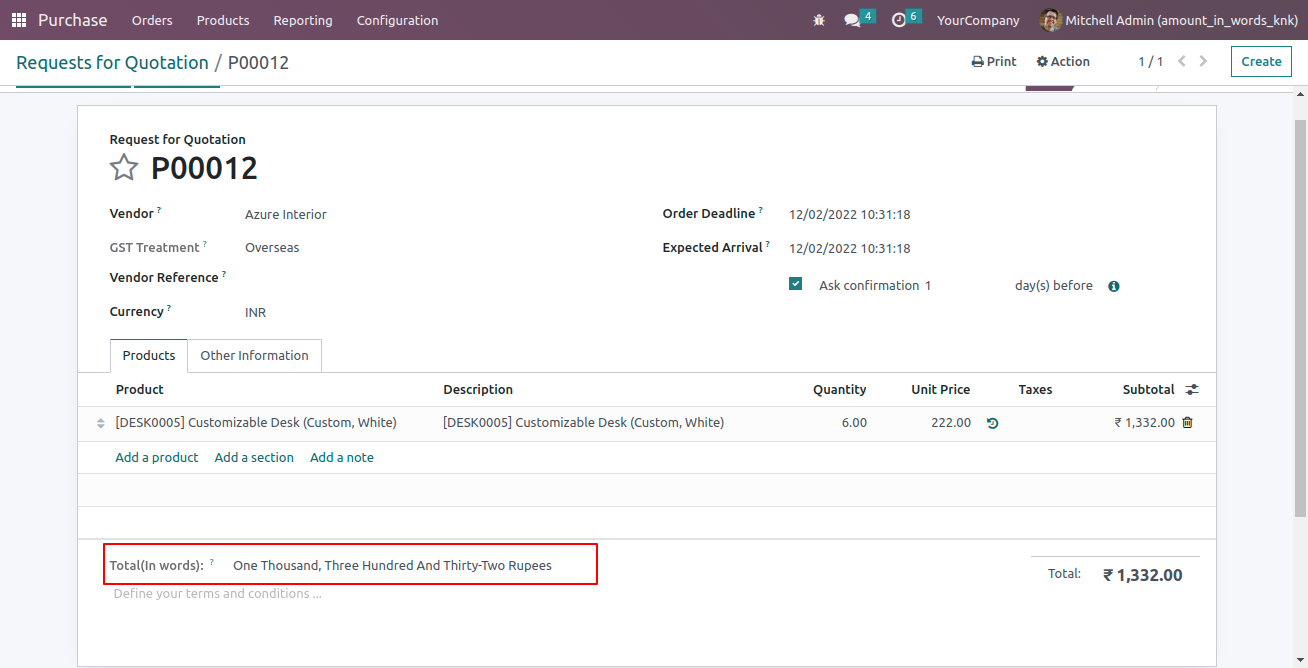 Purchase Orders Products Reporting Configuration 4 6 YourCompany Mitchell Admin (amount_in_words_knk)
Requests for Quotation / P00012 Print Action 1 / 1 Create
Request for Quotation
P00012
Vendor ? Azure Interior Order Deadline ? 12/02/2022 10:31:18
GST Treatment ? Overseas Expected Arrival ? 12/02/2022 10:31:18
Vendor Reference ? Ask confirmation 1 day(s) before
Currency ? INR
Products Other Information
Product Description Quantity Unit Price Taxes Subtotal
[DESK0005] Customizable Desk (Custom, White) [DESK0005] Customizable Desk (Custom, White) 6.00 222.00 ₹ 1,332.00
Add a product Add a section Add a note
Total(In words): ? One Thousand, Three Hundred And Thirty-Two Rupees Total: ₹ 1,332.00
Define your terms and conditions ...